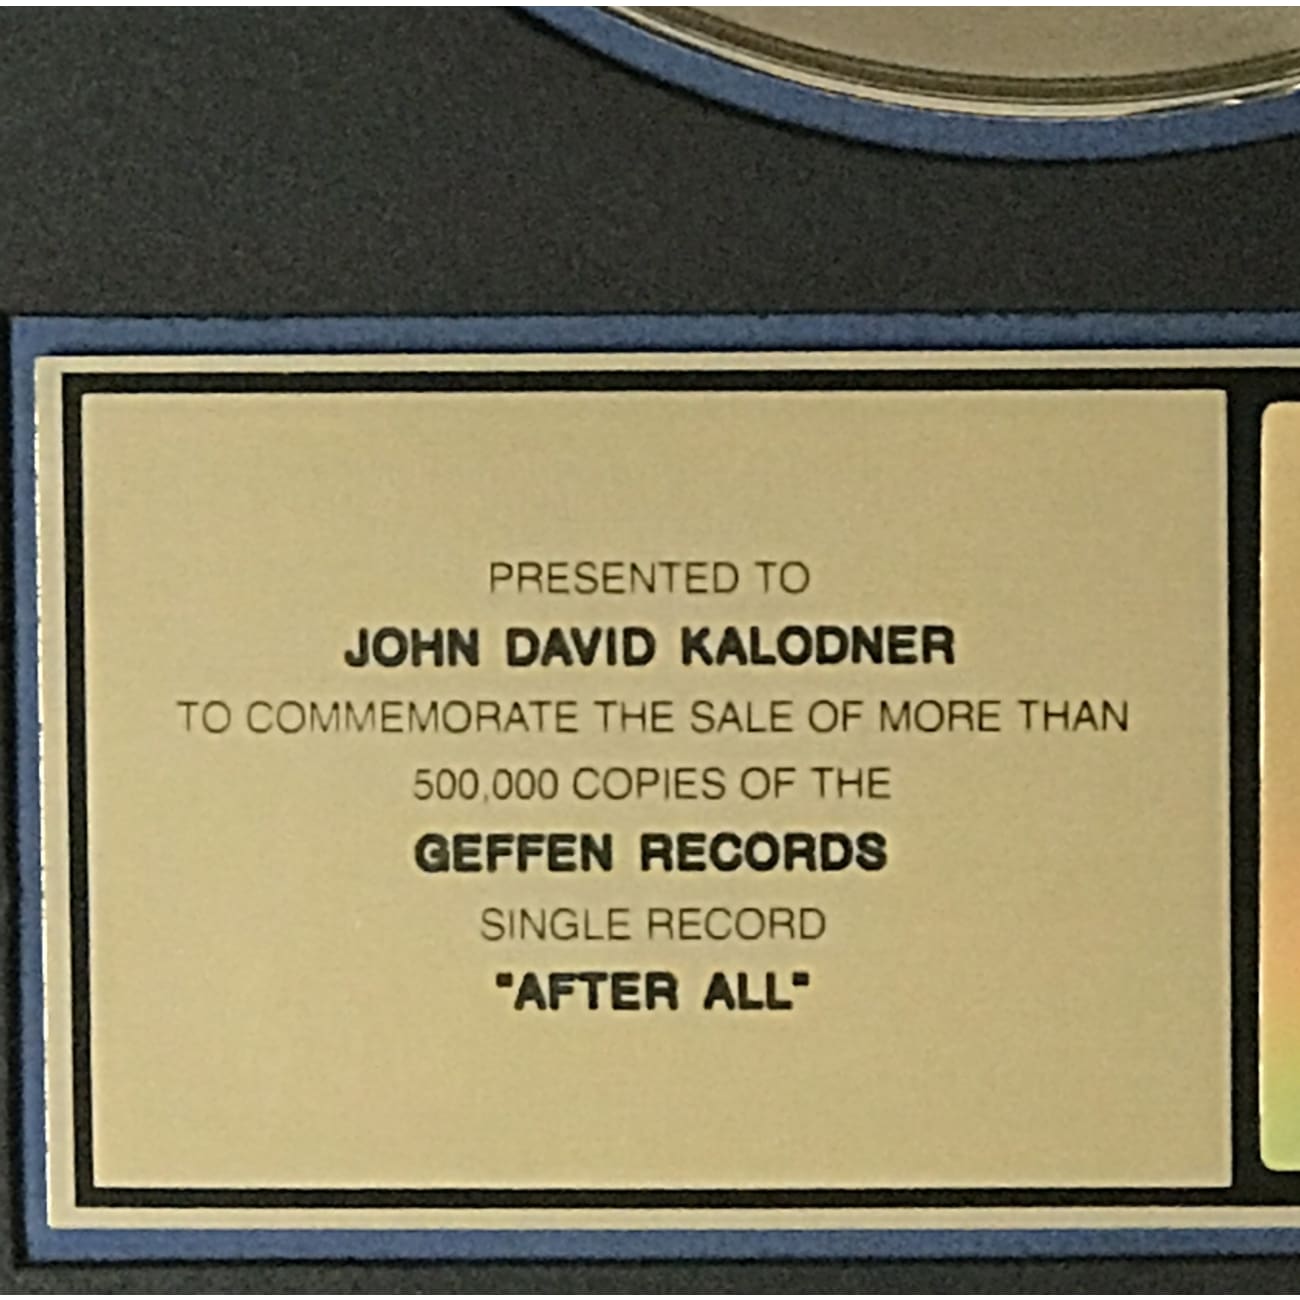 PRESENTED TO
JOHN DAVID KALODNER
TO COMMEMORATE THE SALE OF MORE THAN
500,000 COPIES OF THE
GEFFEN RECORDS
SINGLE RECORD
"AFTER ALL"